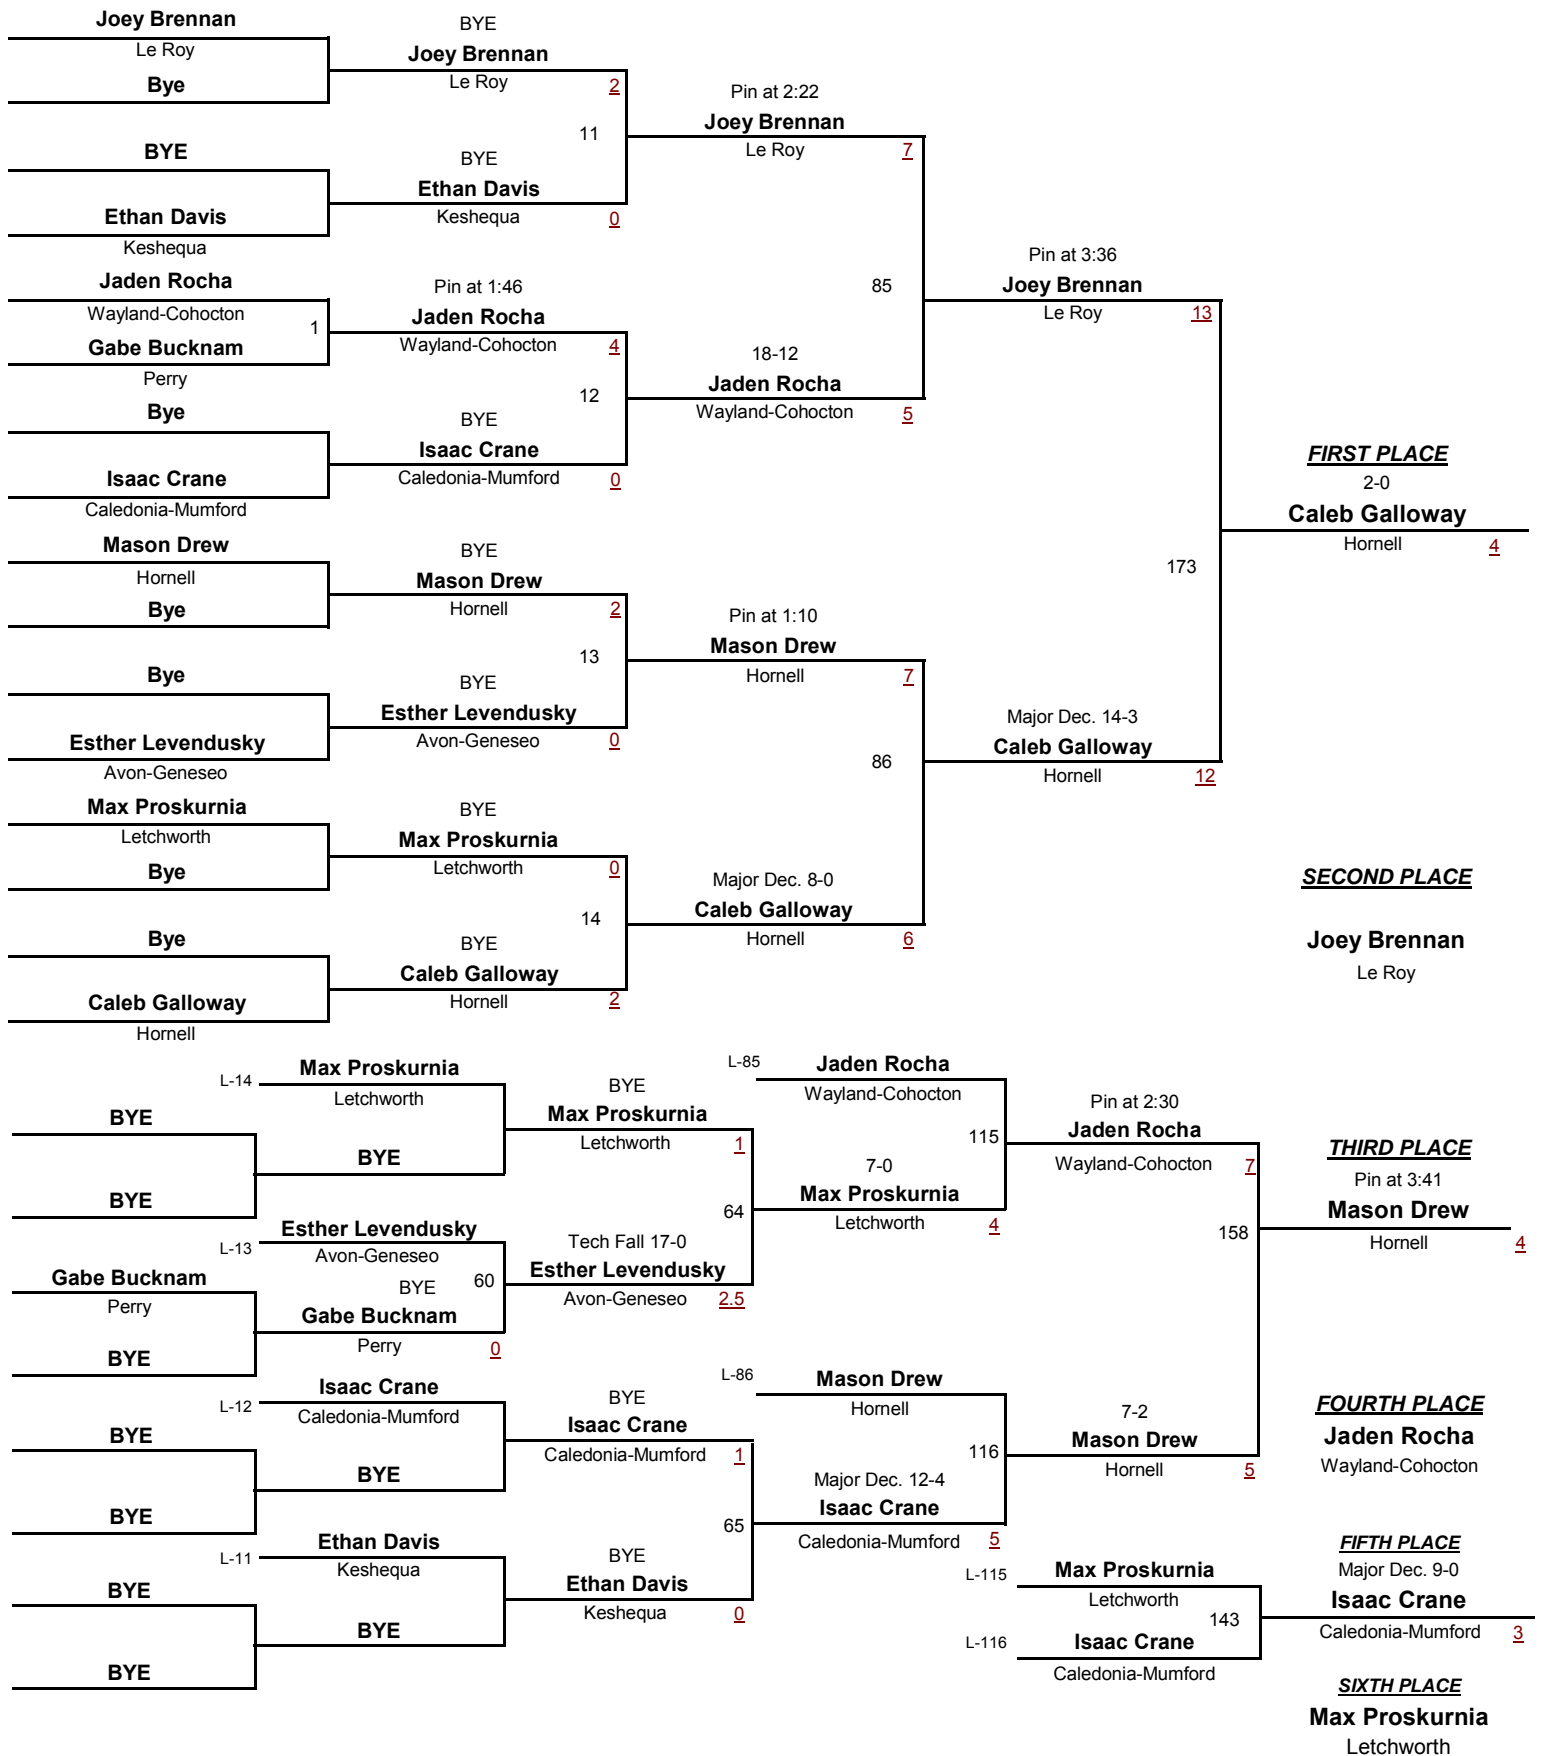 Joey Brennan
Le Roy
Bye
BYE
Ethan Davis
Keshequa
Jaden Rocha
Wayland-Cohocton
1
Gabe Bucknam
Perry
Bye
Isaac Crane
Caledonia-Mumford
Mason Drew
Hornell
Bye
Bye
Esther Levendusky
Avon-Geneseo
Max Proskurnia
Letchworth
Bye
Bye
Caleb Galloway
Hornell
BYE
Joey Brennan
Le Roy 2
11
BYE
Ethan Davis
Keshequa 0
Pin at 1:46
Jaden Rocha
Wayland-Cohocton 4
12
BYE
Isaac Crane
Caledonia-Mumford 0
BYE
Mason Drew
Hornell 2
13
BYE
Esther Levendusky
Avon-Geneseo 0
BYE
Max Proskurnia
Letchworth 0
14
BYE
Caleb Galloway
Hornell 2
Pin at 2:22
Joey Brennan
Le Roy 7
85
18-12
Jaden Rocha
Wayland-Cohocton 5
Pin at 1:10
Mason Drew
Hornell 7
86
Major Dec. 8-0
Caleb Galloway
Hornell 6
Pin at 3:36
Joey Brennan
Le Roy 13
173
Major Dec. 14-3
Caleb Galloway
Hornell 12
FIRST PLACE
2-0
Caleb Galloway
Hornell 4
SECOND PLACE
Joey Brennan
Le Roy
BYE
BYE
Gabe Bucknam
Perry
BYE
BYE
BYE
BYE
BYE
L-14 Max Proskurnia
Letchworth
BYE
L-13 Esther Levendusky
Avon-Geneseo
BYE 60
Gabe Bucknam
Perry 0
L-12 Isaac Crane
Caledonia-Mumford
BYE
L-11 Ethan Davis
Keshequa
BYE
BYE
Max Proskurnia
Letchworth 1
64
Tech Fall 17-0
Esther Levendusky
Avon-Geneseo 2.5
BYE
Isaac Crane
Caledonia-Mumford 1
65
BYE
Ethan Davis
Keshequa 0
L-85 Jaden Rocha
Wayland-Cohocton
115
7-0
Max Proskurnia
Letchworth 4
L-86 Mason Drew
Hornell
116
Major Dec. 12-4
Isaac Crane
Caledonia-Mumford 5
Pin at 2:30
Jaden Rocha
Wayland-Cohocton 7
158
7-2
Mason Drew
Hornell 5
L-115 Max Proskurnia
Letchworth
143
L-116 Isaac Crane
Caledonia-Mumford
THIRD PLACE
Pin at 3:41
Mason Drew
Hornell 4
FOURTH PLACE
Jaden Rocha
Wayland-Cohocton
FIFTH PLACE
Major Dec. 9-0
Isaac Crane
Caledonia-Mumford 3
SIXTH PLACE
Max Proskurnia
Letchworth